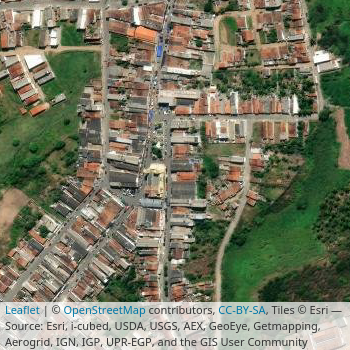 Leaflet | © OpenStreetMap contributors, CC-BY-SA, Tiles © Esri —
Source: Esri, i-cubed, USDA, USGS, AEX, GeoEye, Getmapping,
Aerogrid, IGN, IGP, UPR-EGP, and the GIS User Community